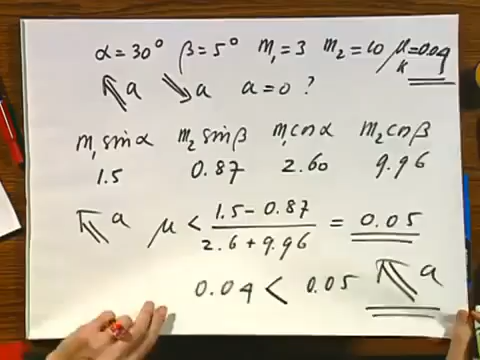 α = 30° β = 5° m₁ = 3 m₂ = 10 μₖ = 0.04
a a a = 0 ?
m₁ sin α m₂ sin β m₁ cos α m₂ cos β
1.5 0.87 2.60 9.96
a μ < (1.5 - 0.87) / (2.6 + 9.96) = 0.05
0.04 < 0.05 a